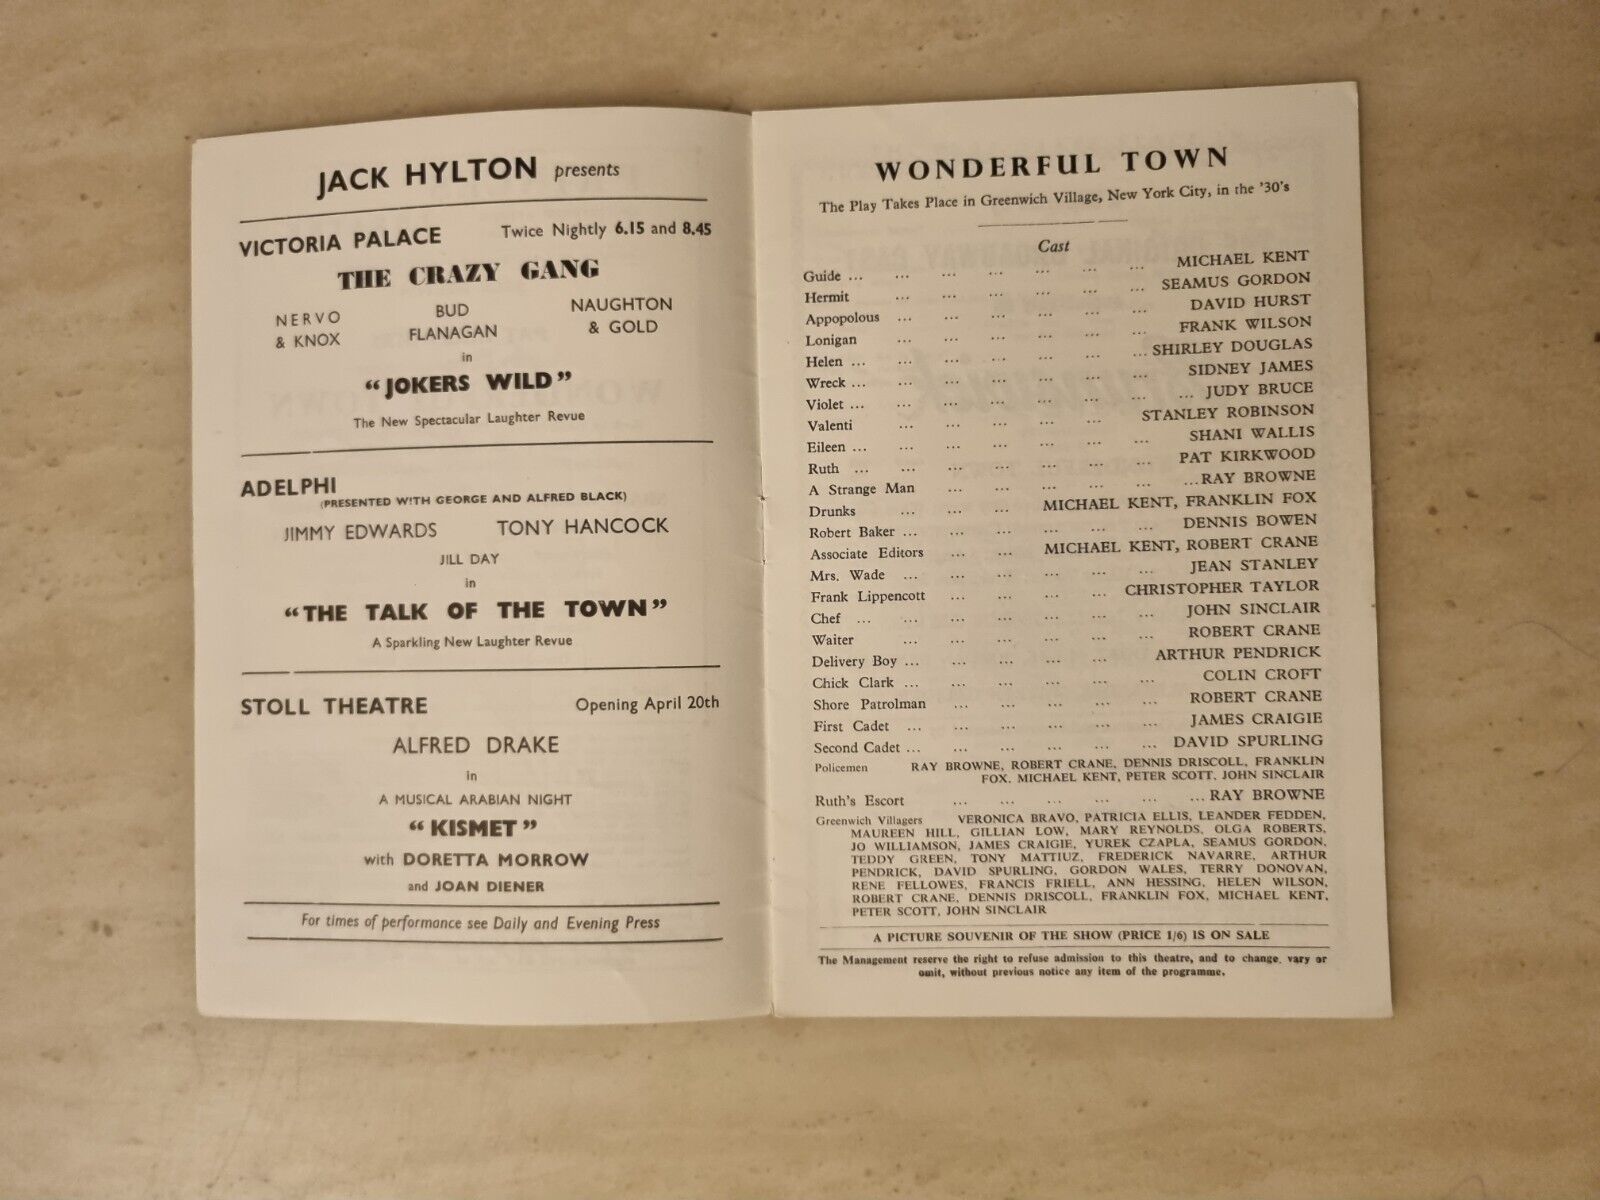 JACK HYLTON presents
VICTORIA PALACE Twice Nightly 6.15 and 8.45
THE CRAZY GANG
NERVO & KNOX
BUD FLANAGAN
NAUGHTON & GOLD
in
"JOKERS WILD"
The New Spectacular Laughter Revue
ADELPHI
(PRESENTED WITH GEORGE AND ALFRED BLACK)
JIMMY EDWARDS TONY HANCOCK
JILL DAY
in
"THE TALK OF THE TOWN"
A Sparkling New Laughter Revue
STOLL THEATRE Opening April 20th
ALFRED DRAKE
in
A MUSICAL ARABIAN NIGHT
"KISMET"
with DORETTA MORROW
and JOAN DIENER
For times of performance see Daily and Evening Press
WONDERFUL TOWN
The Play Takes Place in Greenwich Village, New York City, in the '30's
Cast
Guide ... ... ... ... ... ... ... MICHAEL KENT
Hermit ... ... ... ... ... ... SEAMUS GORDON
Appopolous ... ... ... ... ... ... DAVID HURST
Lonigan ... ... ... ... ... ... FRANK WILSON
Helen ... ... ... ... ... ... ... SHIRLEY DOUGLAS
Wreck ... ... ... ... ... ... ... SIDNEY JAMES
Violet ... ... ... ... ... ... ... ... JUDY BRUCE
Valenti ... ... ... ... ... STANLEY ROBINSON
Eileen ... ... ... ... ... ... ... SHANI WALLIS
Ruth ... ... ... ... ... ... ... PAT KIRKWOOD
A Strange Man ... ... ... ... ... ... RAY BROWNE
Drunks ... ... ... MICHAEL KENT, FRANKLIN FOX
Robert Baker ... ... ... ... ... ... DENNIS BOWEN
Associate Editors ... ... MICHAEL KENT, ROBERT CRANE
Mrs. Wade ... ... ... ... ... ... JEAN STANLEY
Frank Lippencott ... ... ... ... CHRISTOPHER TAYLOR
Chef ... ... ... ... ... ... ... JOHN SINCLAIR
Waiter ... ... ... ... ... ... ROBERT CRANE
Delivery Boy ... ... ... ... ... ARTHUR PENDRICK
Chick Clark ... ... ... ... ... ... COLIN CROFT
Shore Patrolman ... ... ... ... ... ROBERT CRANE
First Cadet ... ... ... ... ... ... JAMES CRAIGIE
Second Cadet ... ... ... ... ... ... DAVID SPURLING
Policemen RAY BROWNE, ROBERT CRANE, DENNIS DRISCOLL, FRANKLIN
FOX, MICHAEL KENT, PETER SCOTT, JOHN SINCLAIR
Ruth's Escort ... ... ... ... ... ... RAY BROWNE
Greenwich Villagers VERONICA BRAVO, PATRICIA ELLIS, LEANDER FEDDEN,
MAUREEN HILL, GILLIAN LOW, MARY REYNOLDS, OLGA ROBERTS,
JO WILLIAMSON, JAMES CRAIGIE, YUREK CZAPLA, SEAMUS GORDON,
TEDDY GREEN, TONY MATTIUZ, FREDERICK NAVARRE, ARTHUR
PENDRICK, DAVID SPURLING, GORDON WALES, TERRY DONOVAN,
RENE FELLOWES, FRANCIS FRIELL, ANN HESSING, HELEN WILSON,
ROBERT CRANE, DENNIS DRISCOLL, FRANKLIN FOX, MICHAEL KENT,
PETER SCOTT, JOHN SINCLAIR
A PICTURE SOUVENIR OF THE SHOW (PRICE 1/6) IS ON SALE
The Management reserve the right to refuse admission to this theatre, and to change, vary or
omit, without previous notice any item of the programme.